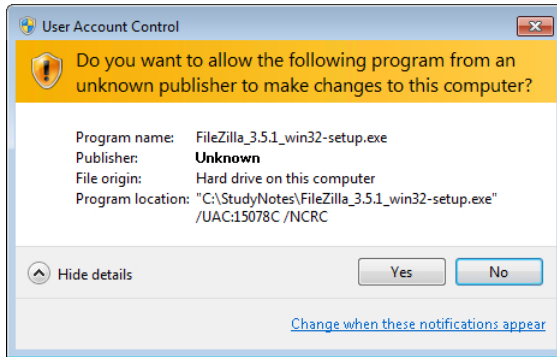 User Account Control
Do you want to allow the following program from an
unknown publisher to make changes to this computer?
Program name: FileZilla_3.5.1_win32-setup.exe
Publisher: Unknown
File origin: Hard drive on this computer
Program location: "C:\StudyNotes\FileZilla_3.5.1_win32-setup.exe"
/UAC:15078C /NCRC
Hide details
Yes
No
Change when these notifications appear